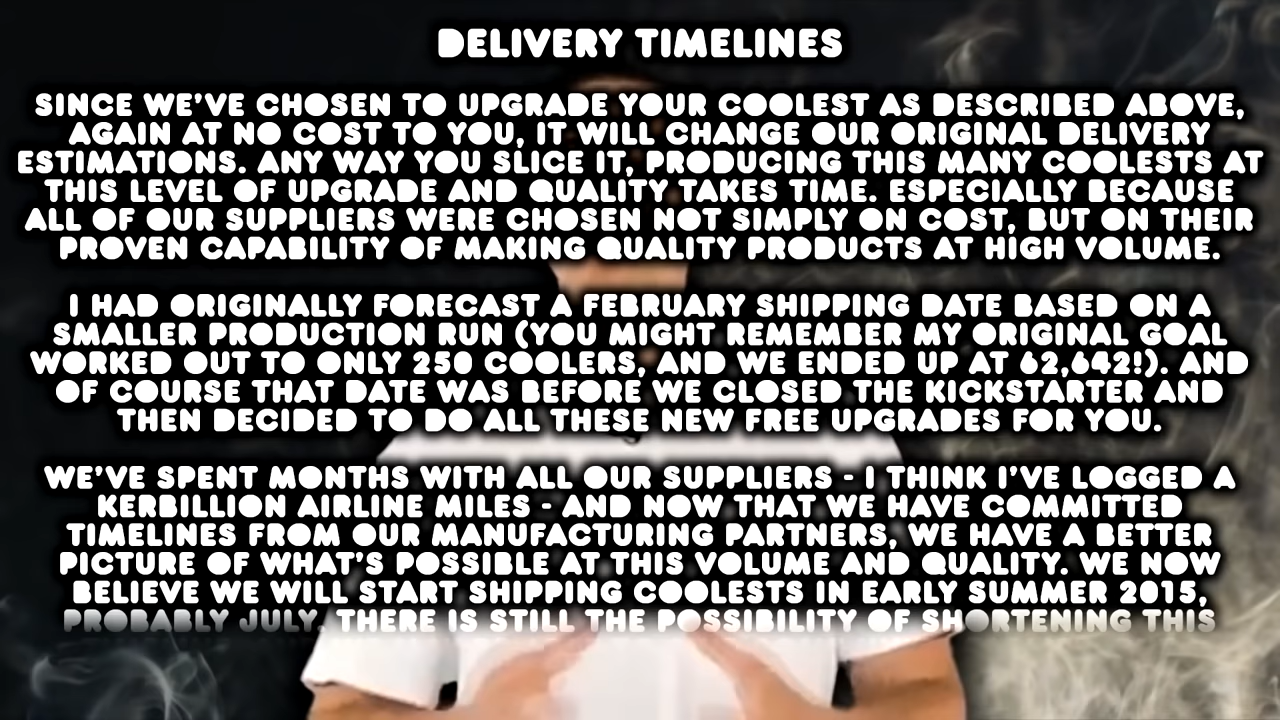 DELIVERY TIMELINES
SINCE WE'VE CHOSEN TO UPGRADE YOUR COOLEST AS DESCRIBED ABOVE,
AGAIN AT NO COST TO YOU, IT WILL CHANGE OUR ORIGINAL DELIVERY
ESTIMATIONS. ANY WAY YOU SLICE IT, PRODUCING THIS MANY COOLESTS AT
THIS LEVEL OF UPGRADE AND QUALITY TAKES TIME. ESPECIALLY BECAUSE
ALL OF OUR SUPPLIERS WERE CHOSEN NOT SIMPLY ON COST, BUT ON THEIR
PROVEN CAPABILITY OF MAKING QUALITY PRODUCTS AT HIGH VOLUME.
I HAD ORIGINALLY FORECAST A FEBRUARY SHIPPING DATE BASED ON A
SMALLER PRODUCTION RUN (YOU MIGHT REMEMBER MY ORIGINAL GOAL
WORKED OUT TO ONLY 250 COOLERS, AND WE ENDED UP AT 62,642!). AND
OF COURSE THAT DATE WAS BEFORE WE CLOSED THE KICKSTARTER AND
THEN DECIDED TO DO ALL THESE NEW FREE UPGRADES FOR YOU.
WE'VE SPENT MONTHS WITH ALL OUR SUPPLIERS - I THINK I'VE LOGGED A
KERBILLION AIRLINE MILES - AND NOW THAT WE HAVE COMMITTED
TIMELINES FROM OUR MANUFACTURING PARTNERS, WE HAVE A BETTER
PICTURE OF WHAT'S POSSIBLE AT THIS VOLUME AND QUALITY. WE NOW
BELIEVE WE WILL START SHIPPING COOLESTS IN EARLY SUMMER 2015,
PROBABLY JULY. THERE IS STILL THE POSSIBILITY OF SHORTENING THIS